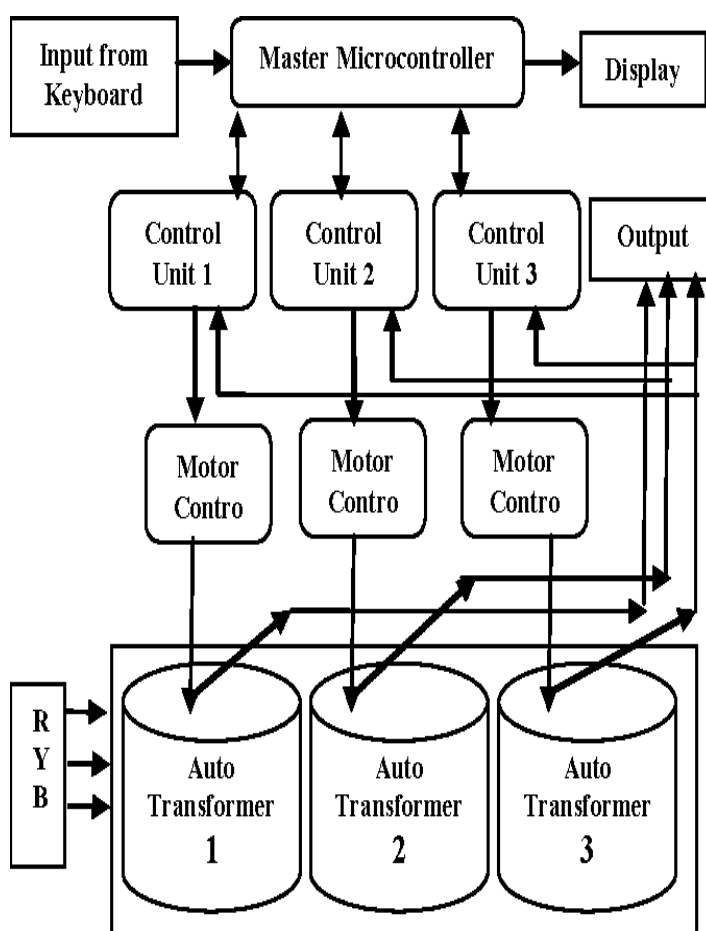 Input from
Keyboard
Master Microcontroller
Display
Control
Unit 1
Control
Unit 2
Control
Unit 3
Output
Motor
Contro
Motor
Contro
Motor
Contro
R
Y
B
Auto
Transformer
1
Auto
Transformer
2
Auto
Transformer
3